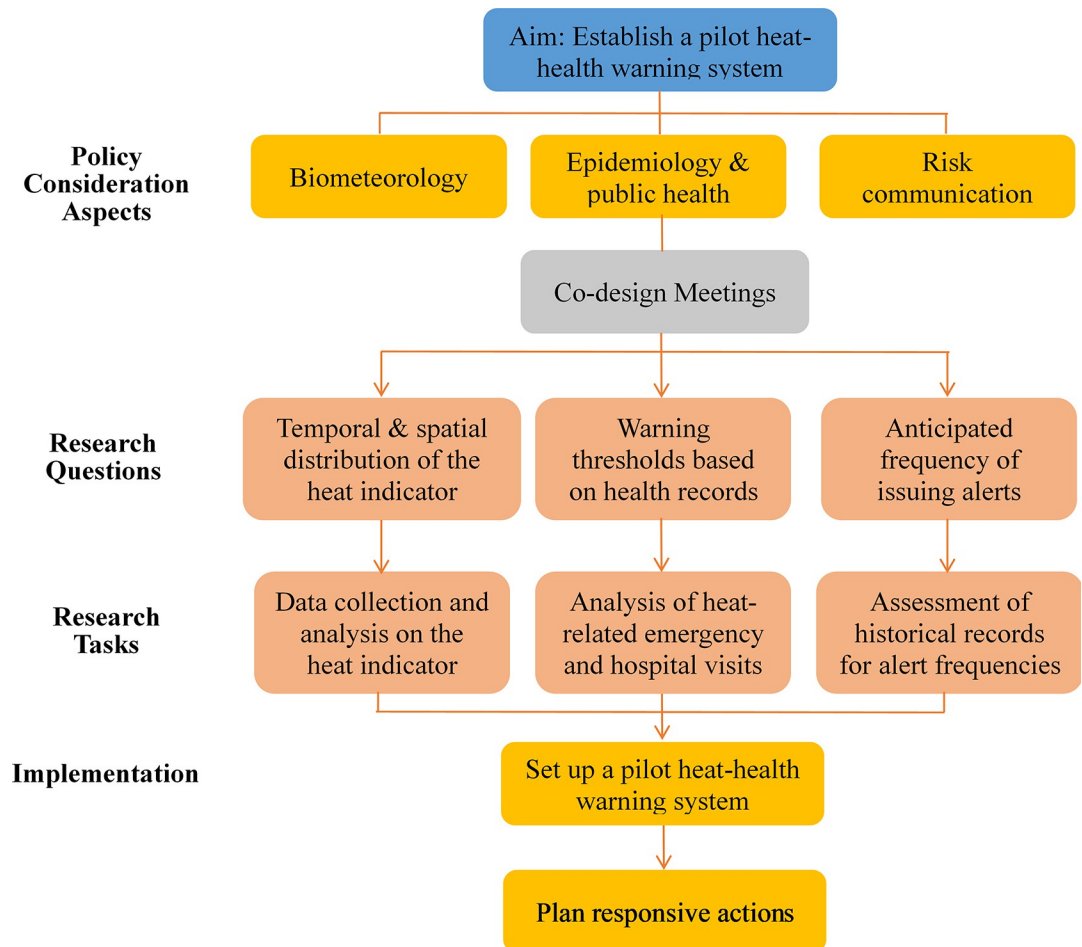 Aim: Establish a pilot heat-
health warning system
Policy
Consideration
Aspects
Biometeorology
Epidemiology &
public health
Risk
communication
Co-design Meetings
Research
Questions
Temporal & spatial
distribution of the
heat indicator
Warning
thresholds based
on health records
Anticipated
frequency of
issuing alerts
Research
Tasks
Data collection and
analysis on the
heat indicator
Analysis of heat-
related emergency
and hospital visits
Assessment of
historical records
for alert frequencies
Implementation
Set up a pilot heat-health
warning system
Plan responsive actions